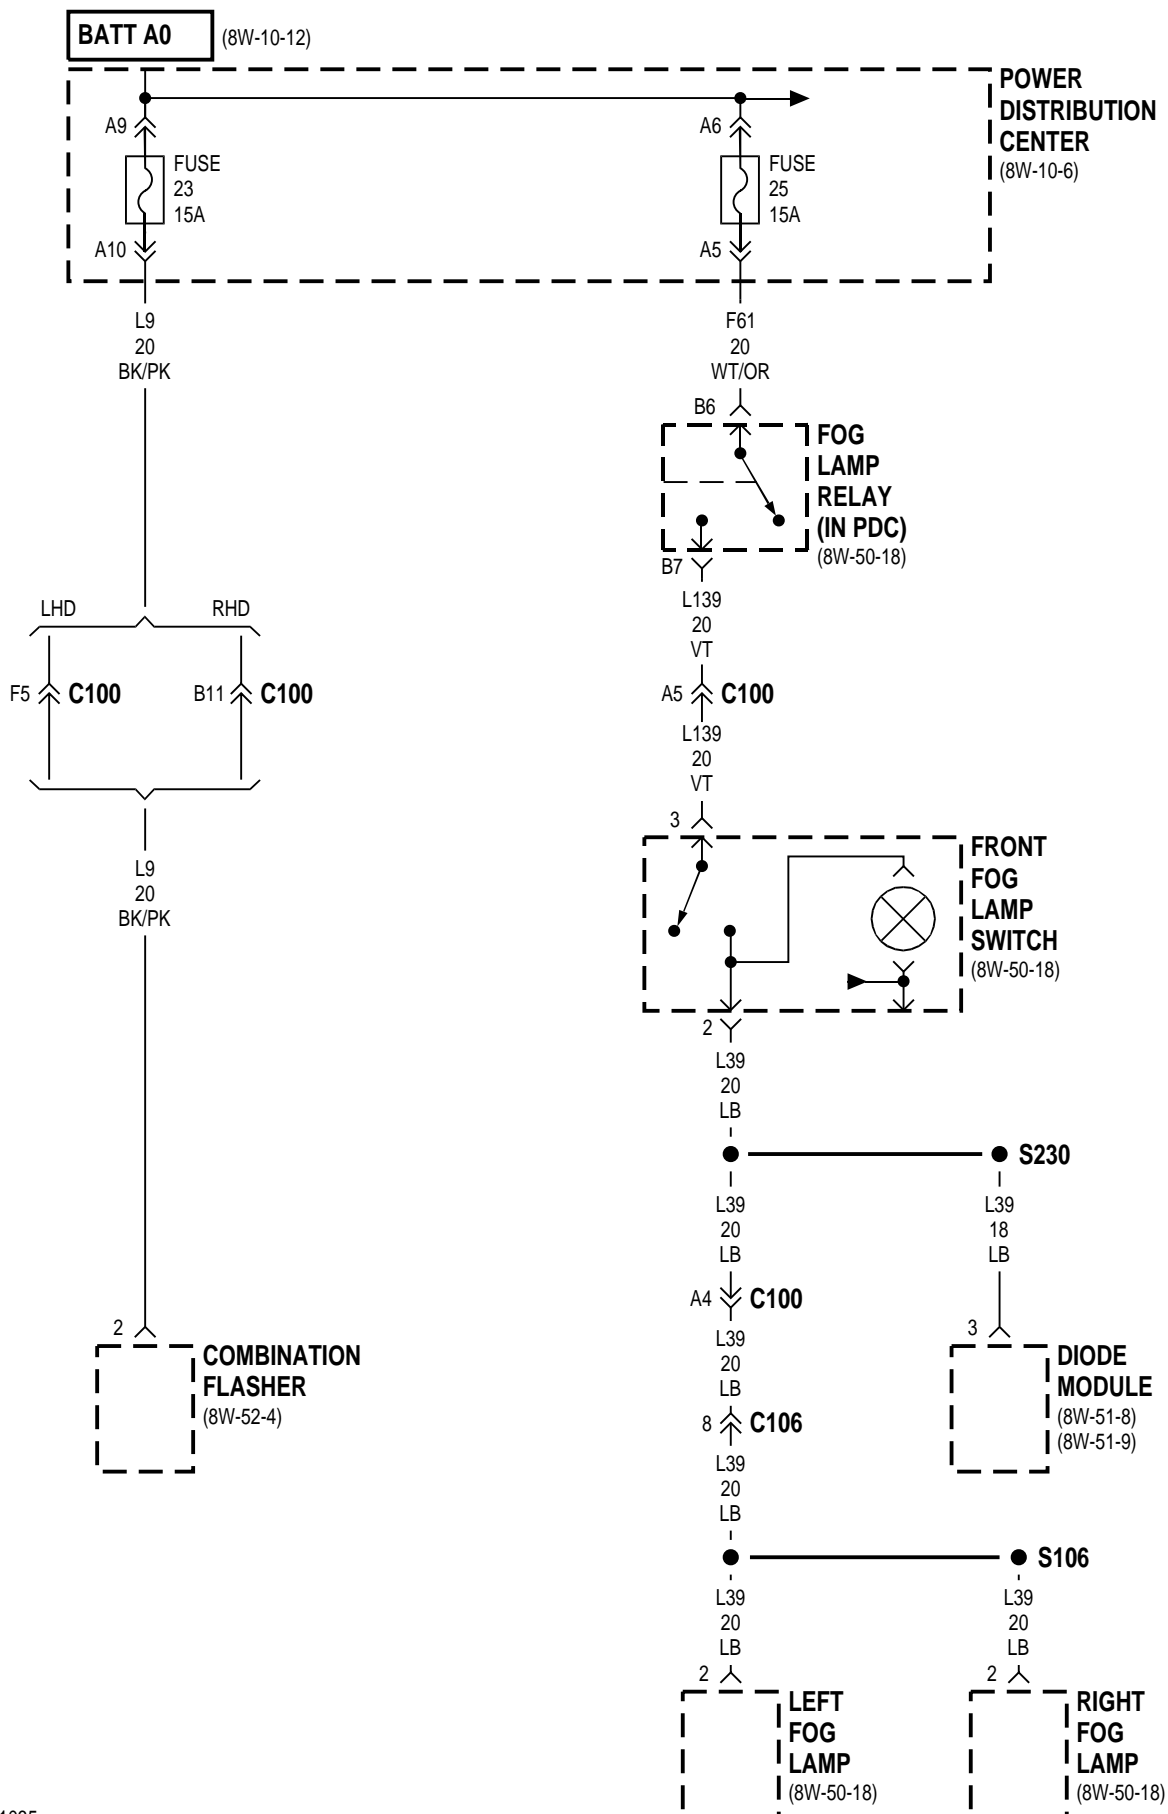 BATT A0 (8W-10-12)
POWER
DISTRIBUTION
CENTER
(8W-10-6)
A9
FUSE
23
15A
A10
A6
FUSE
25
15A
A5
L9
20
BK/PK
F61
20
WT/OR
B6
FOG
LAMP
RELAY
(IN PDC)
(8W-50-18)
B7
L139
20
VT
LHD
RHD
F5 C100
B11 C100
A5 C100
L139
20
VT
3
FRONT
FOG
LAMP
SWITCH
(8W-50-18)
L9
20
BK/PK
2
L39
20
LB
S230
L39
20
LB
L39
18
LB
A4 C100
L39
20
LB
2
COMBINATION
FLASHER
(8W-52-4)
3
DIODE
MODULE
(8W-51-8)
(8W-51-9)
8 C106
L39
20
LB
S106
L39
20
LB
L39
20
LB
2
LEFT
FOG
LAMP
(8W-50-18)
2
RIGHT
FOG
LAMP
(8W-50-18)